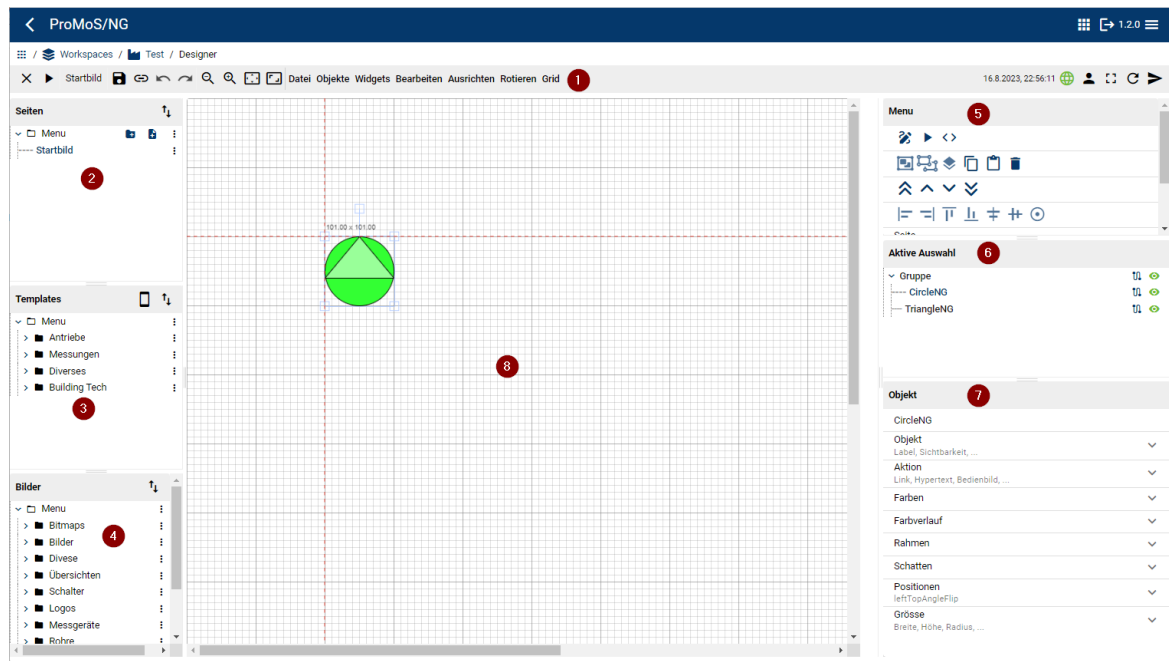 ProMoS/NG
1.2.0
/ Workspaces / Test / Designer
Startbild Datei Objekte Widgets Bearbeiten Ausrichten Rotieren Grid 1 16.8.2023, 22:56:11
Seiten
Menu
Startbild
2
Templates
Menu
Antriebe
Messungen
Diverses
Building Tech
3
Bilder
Menu
Bitmaps
4
Bilder
Divese
Übersichten
Schalter
Logos
Messgeräte
Rohre
101.00 x 101.00
8
Menu 5
Seite
Aktive Auswahl 6
Gruppe
CircleNG
TriangleNG
Objekt 7
CircleNG
Objekt
Label, Sichtbarkeit, ...
Aktion
Link, Hypertext, Bedienbild, ...
Farben
Farbverlauf
Rahmen
Schatten
Positionen
leftTopAngleFlip
Grösse
Breite, Höhe, Radius, ...